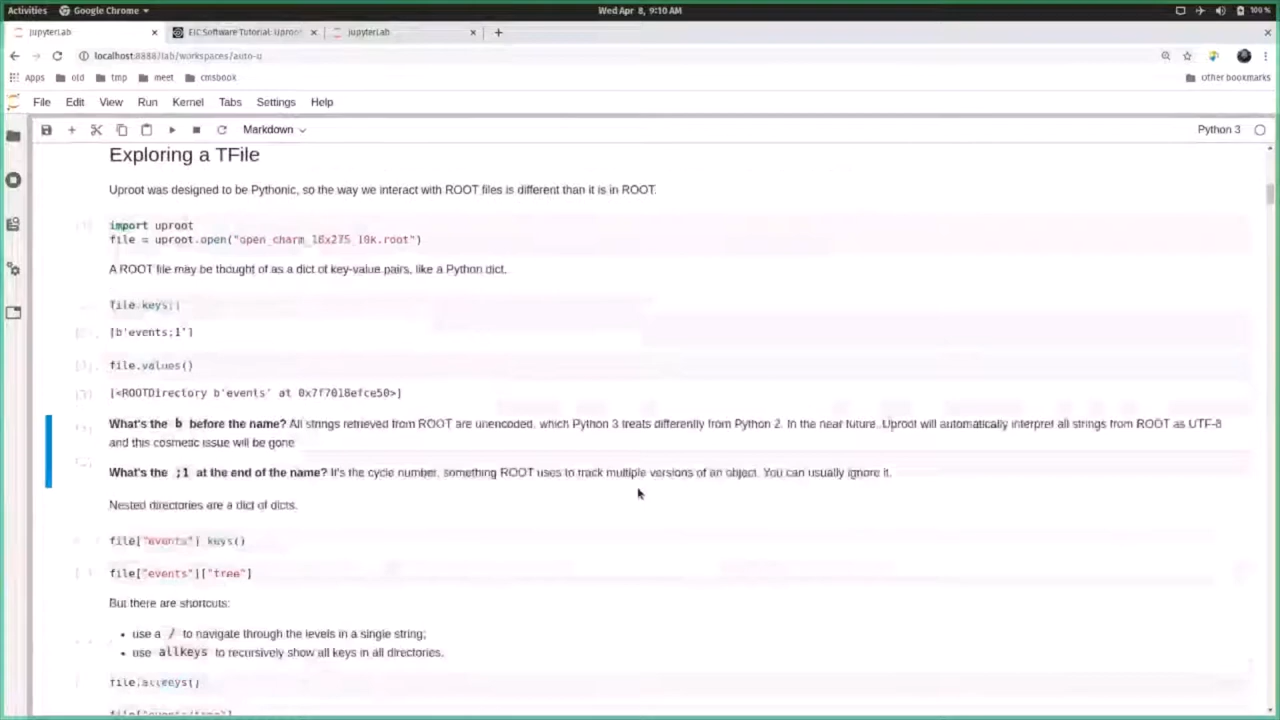 Activities Google Chrome Wed Apr 8, 9:10 AM 100 %
JupyterLab EIC Software Tutorial: Uproot JupyterLab
localhost:8888/lab/workspaces/auto-u
Apps old tmp meet cmsbook Other bookmarks
File Edit View Run Kernel Tabs Settings Help
Markdown Python 3
Exploring a TFile
Uproot was designed to be Pythonic, so the way we interact with ROOT files is different than it is in ROOT.
import uproot
file = uproot.open("open_charm_18x275_10k.root")
A ROOT file may be thought of as a dict of key-value pairs, like a Python dict.
file.keys()
[b'events;1']
file.values()
[<ROOTDirectory b'events' at 0x7f7018efce50>]
What's the b before the name? All strings retrieved from ROOT are unencoded, which Python 3 treats differently from Python 2. In the near future, Uproot will automatically interpret all strings from ROOT as UTF-8
and this cosmetic issue will be gone
What's the ;1 at the end of the name? It's the cycle number, something ROOT uses to track multiple versions of an object. You can usually ignore it.
Nested directories are a dict of dicts.
file["events"].keys()
file["events"]["tree"]
But there are shortcuts:
• use a / to navigate through the levels in a single string;
• use allkeys to recursively show all keys in all directories.
file.allkeys()
file["events/tree"]